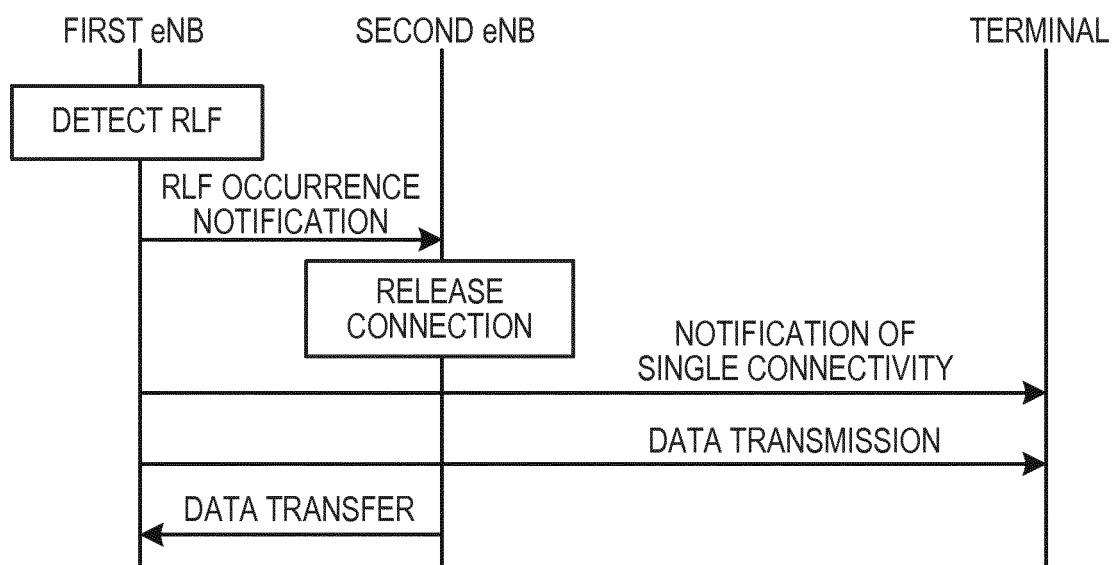 FIRST eNB
SECOND eNB
TERMINAL
DETECT RLF
RLF OCCURRENCE
NOTIFICATION
RELEASE
CONNECTION
NOTIFICATION OF
SINGLE CONNECTIVITY
DATA TRANSMISSION
DATA TRANSFER